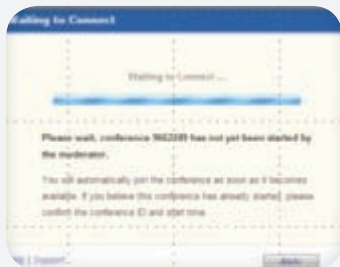 Waiting to Connect
Waiting to Connect ...
Please wait, conference has not yet been started by
the moderator.
You will automatically join the conference as soon as it becomes
available. If you believe this conference has already started, please
confirm the conference ID and start time.
| Support